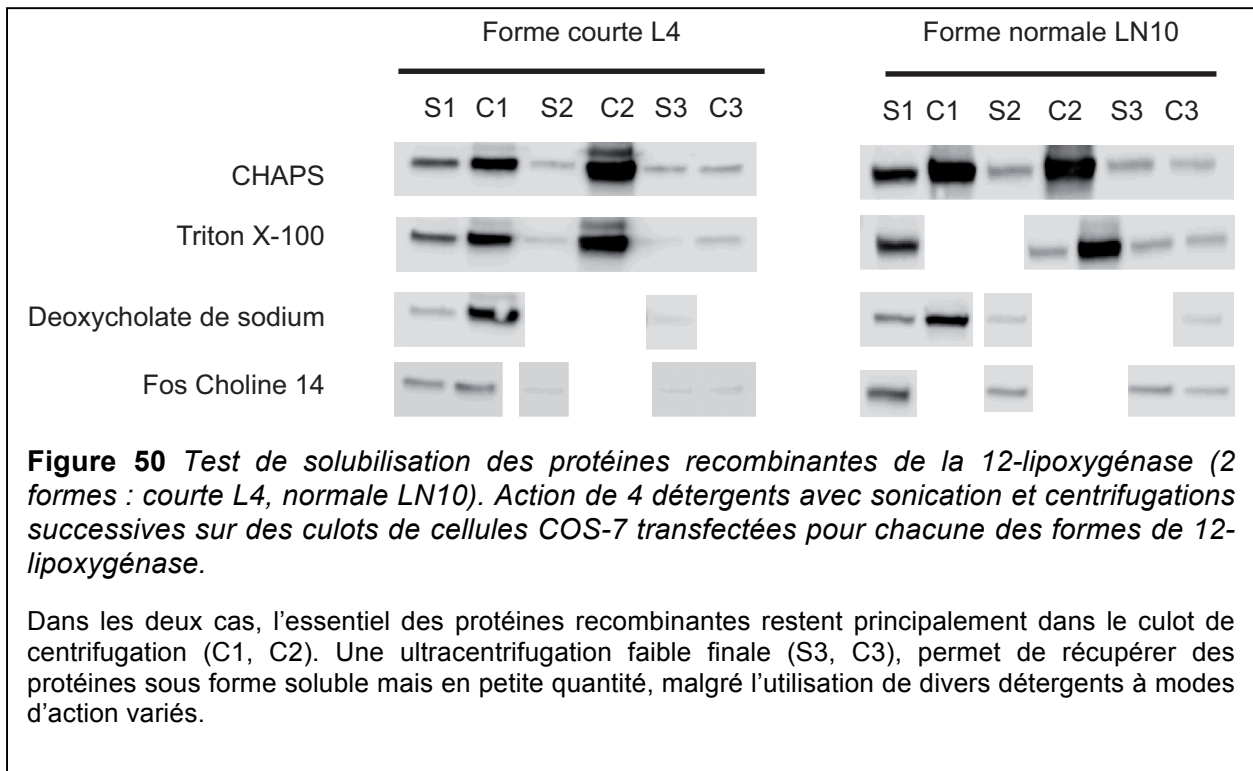 Forme courte L4
Forme normale LN10
S1 C1 S2 C2 S3 C3
S1 C1 S2 C2 S3 C3
CHAPS
Triton X-100
Deoxycholate de sodium
Fos Choline 14
Figure 50 Test de solubilisation des protéines recombinantes de la 12-lipoxygénase (2
formes : courte L4, normale LN10). Action de 4 détergents avec sonication et centrifugations
successives sur des culots de cellules COS-7 transfectées pour chacune des formes de 12-
lipoxygénase.
Dans les deux cas, l’essentiel des protéines recombinantes restent principalement dans le culot de
centrifugation (C1, C2). Une ultracentrifugation faible finale (S3, C3), permet de récupérer des
protéines sous forme soluble mais en petite quantité, malgré l’utilisation de divers détergents à modes
d’action variés.